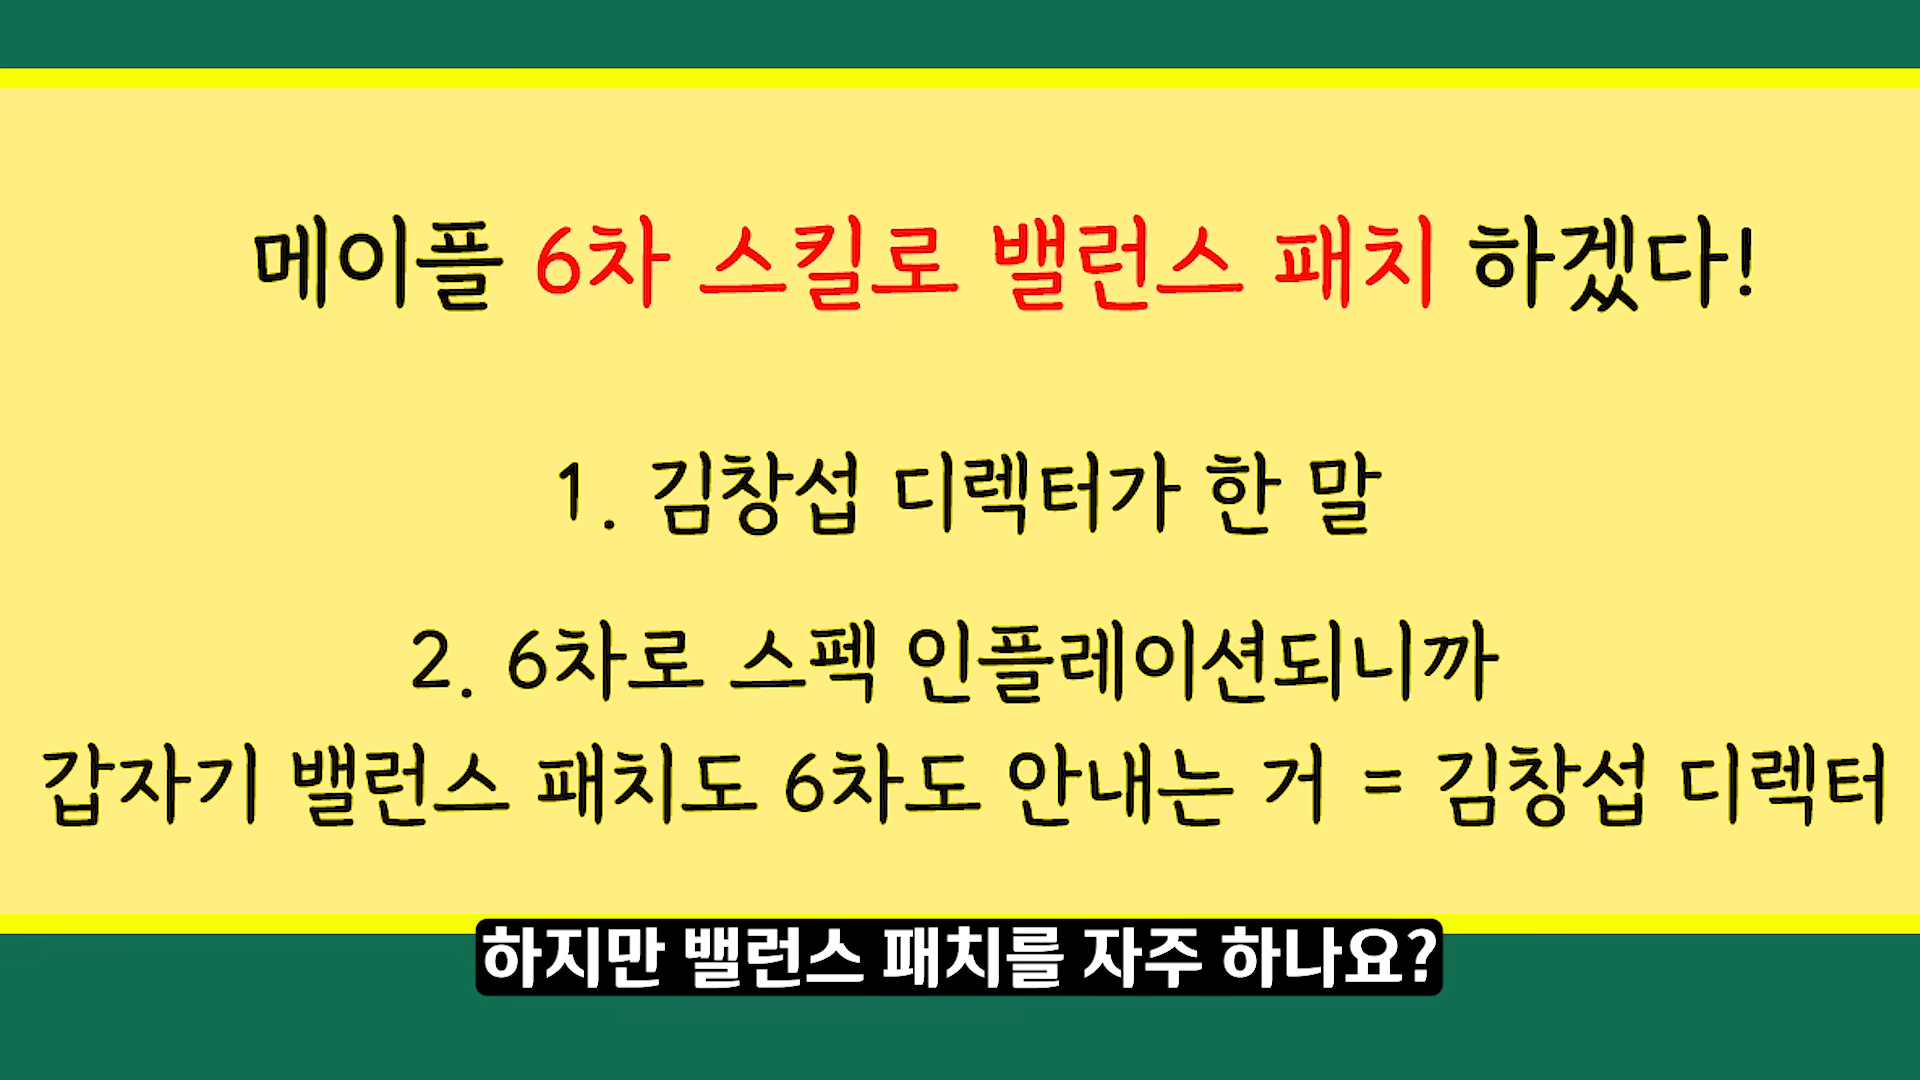 메이플 6차 스킬로 밸런스 패치 하겠다!
1. 김창섭 디렉터가 한 말
2. 6차로 스펙 인플레이션되니까
갑자기 밸런스 패치도 6차도 안내는 거 = 김창섭 디렉터
하지만 밸런스 패치를 자주 하나요?